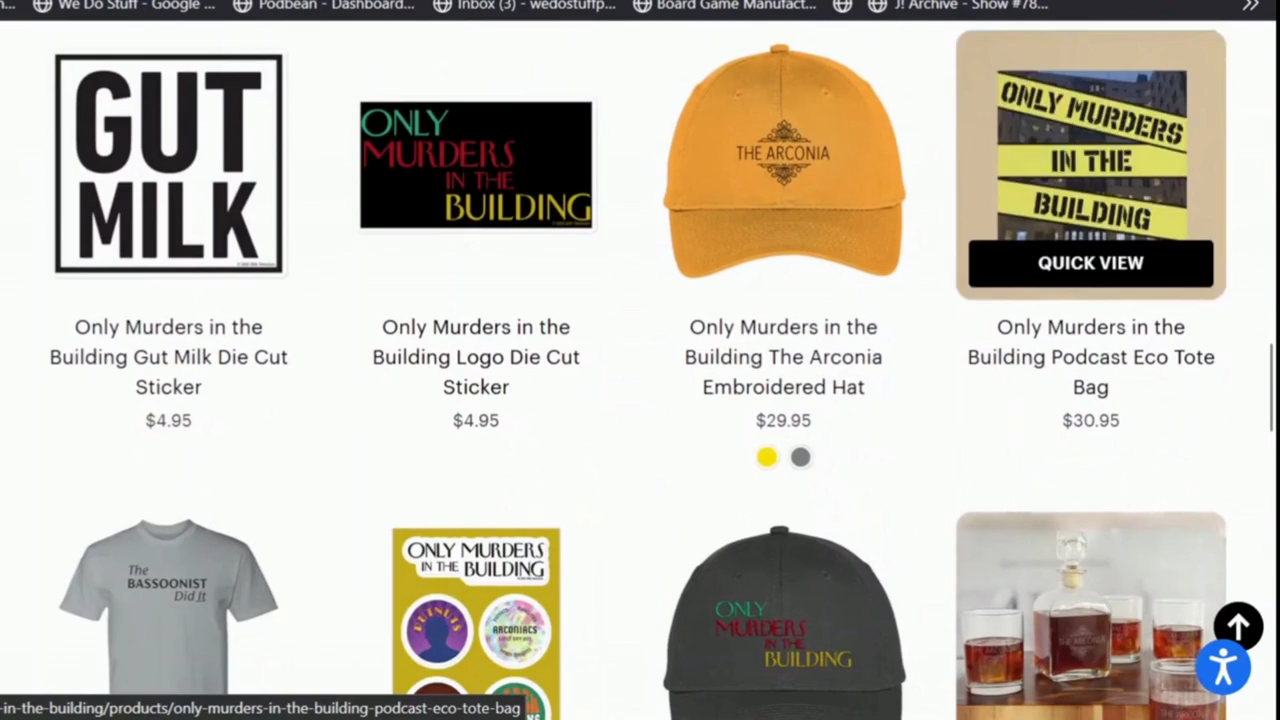 We Do Stuff - Google ...
Podbean - Dashboard...
Inbox (3) - wedostuffp...
Board Game Manufact...
J! Archive - Show #78...
GUT
MILK
ONLY
MURDERS
IN THE
BUILDING
THE ARCONIA
ONLY MURDERS
IN THE
BUILDING
QUICK VIEW
Only Murders in the
Building Gut Milk Die Cut
Sticker
$4.95
Only Murders in the
Building Logo Die Cut
Sticker
$4.95
Only Murders in the
Building The Arconia
Embroidered Hat
$29.95
Only Murders in the
Building Podcast Eco Tote
Bag
$30.95
The
BASSOONIST
Did It
ONLY MURDERS
IN THE BUILDING
ARCONIACS
ONLY
MURDERS
IN THE
BUILDING
THE ARCONIA
-in-the-building/products/only-murders-in-the-building-podcast-eco-tote-bag